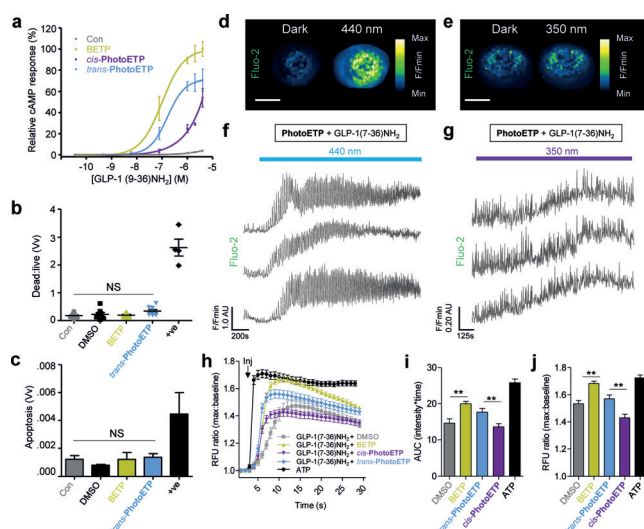 a
Con
BETP
cis-PhotoETP
trans-PhotoETP
Relative cAMP response (%)
120
100
80
60
40
20
0
-11 -10 -9 -8 -7 -6 -5
[GLP-1 (9-36)NH2] (M)
b
Dead:live (Vv)
5
4
3
2
1
0
NS
Con
DMSO
BETP
trans-PhotoETP
+ve
c
Apoptosis (Vv)
.008
.006
.004
.002
.000
NS
Con
DMSO
BETP
trans-PhotoETP
+ve
d
Dark 440 nm
Fluo-2
Max
F/Fmin
Min
e
Dark 350 nm
Fluo-2
Max
F/Fmin
Min
f
PhotoETP + GLP-1(7-36)NH2
440 nm
Fluo-2
F/Fmin
1.0 AU
200s
g
PhotoETP + GLP-1(7-36)NH2
350 nm
Fluo-2
F/Fmin
0.20 AU
125s
h
Inj
RFU ratio (max:baseline)
1.8
1.6
1.4
1.2
1.0
GLP-1(7-36)NH2+ DMSO
GLP-1(7-36)NH2+ BETP
GLP-1(7-36)NH2+ cis-PhotoETP
GLP-1(7-36)NH2+ trans-PhotoETP
ATP
5 10 15 20 25 30
Time (s)
i
AUC (intensity*time)
30
20
10
0
** **
DMSO
BETP
trans-PhotoETP
cis-PhotoETP
ATP
j
RFU ratio (max:baseline)
1.8
1.6
1.4
1.2
1.0
** **
DMSO
BETP
trans-PhotoETP
cis-PhotoETP
ATP